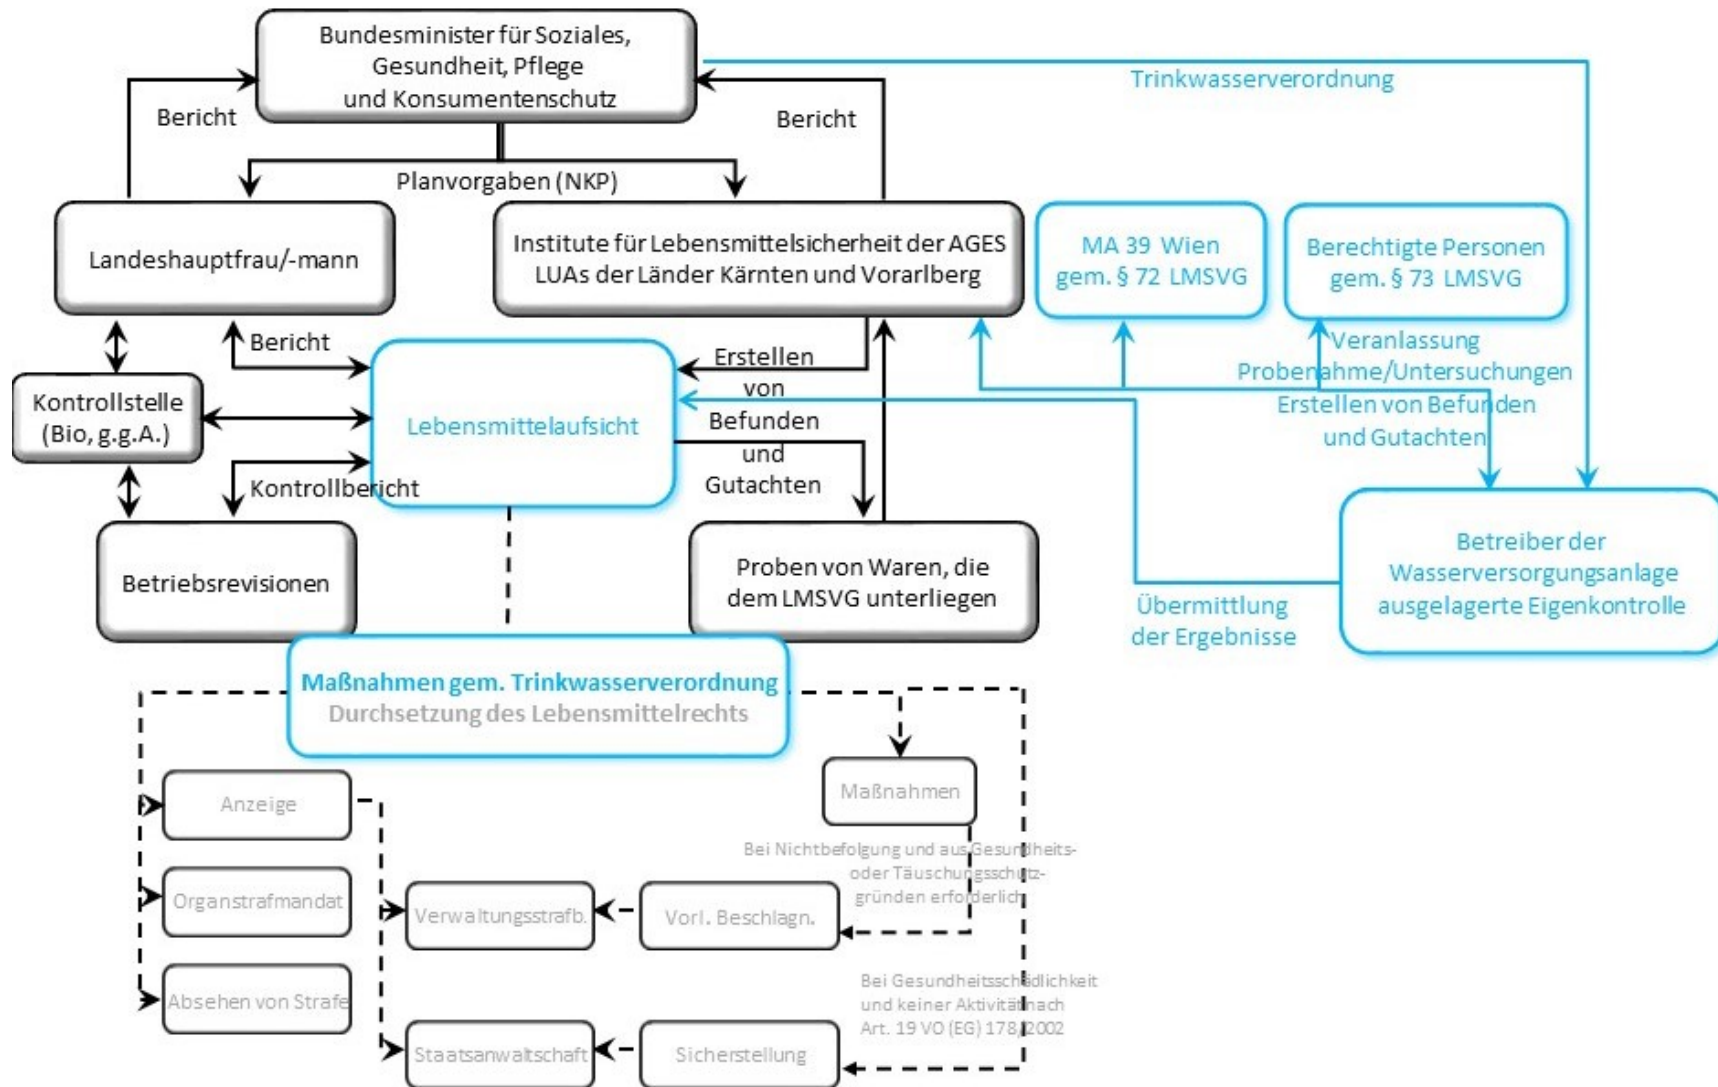 Bundesminister für Soziales,
Gesundheit, Pflege
und Konsumentenschutz
Trinkwasserverordnung
Bericht
Bericht
Planvorgaben (NKP)
Landeshauptfrau/-mann
Institute für Lebensmittelsicherheit der AGES
LUAs der Länder Kärnten und Vorarlberg
MA 39 Wien
gem. § 72 LMSVG
Berechtigte Personen
gem. § 73 LMSVG
Bericht
Erstellen
von
Befunden
und
Gutachten
Veranlassung
Probenahme/Untersuchungen
Erstellen von Befunden
und Gutachten
Kontrollstelle
(Bio, g.g.A.)
Lebensmittelaufsicht
Kontrollbericht
Betriebsrevisionen
Proben von Waren, die
dem LMSVG unterliegen
Betreiber der
Wasserversorgungsanlage
ausgelagerte Eigenkontrolle
Übermittlung
der Ergebnisse
Maßnahmen gem. Trinkwasserverordnung
Durchsetzung des Lebensmittelrechts
Anzeige
Maßnahmen
Bei Nichtbefolgung und aus Gesundheits-
oder Täuschungsschutz-
gründen erforderlich
Organstrafmandat
Verwaltungsstrafb.
Vorl. Beschlagn.
Absehen von Strafe
Bei Gesundheitsschädlichkeit
und keiner Aktivität nach
Art. 19 VO (EG) 178/2002
Staatsanwaltschaft
Sicherstellung